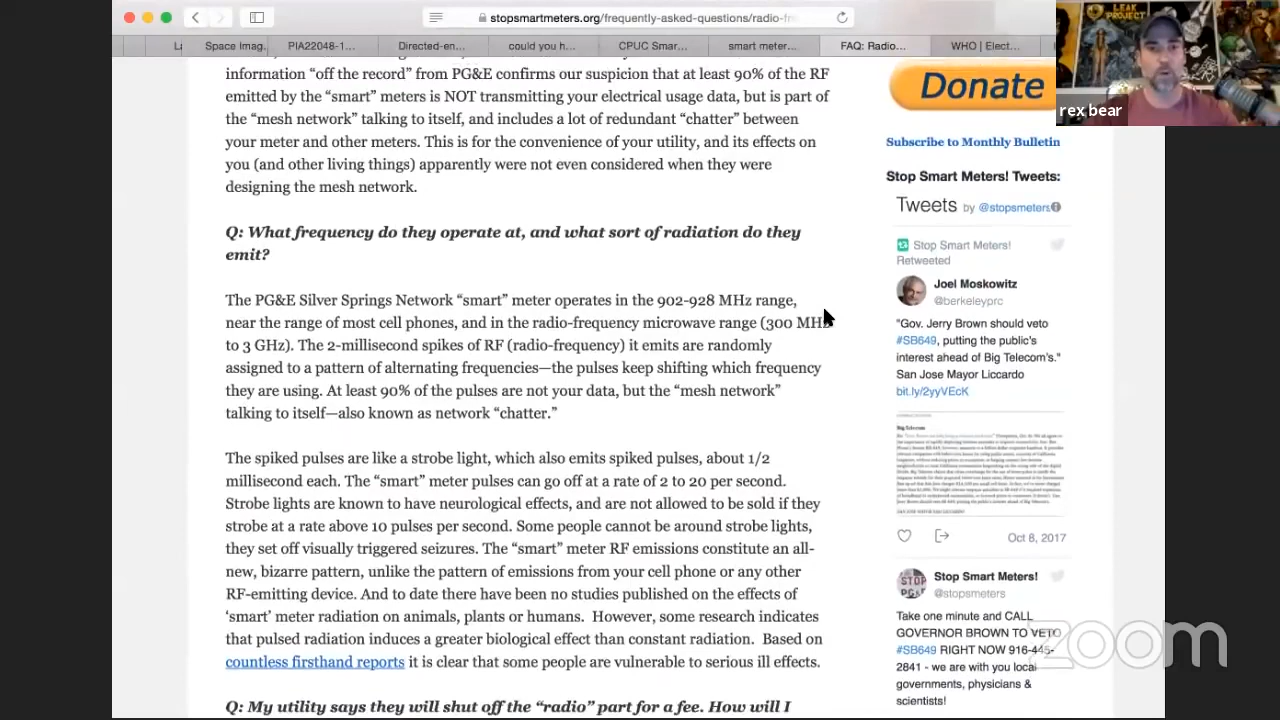 stopsmartmeters.org/frequently-asked-questions/radio-fr
Space Imag.
PIA22048-1...
Directed-en...
could you h...
CPUC Smar...
smart meter...
FAQ: Radio...
WHO | Elect...
LEAK PROJECT
rex bear
information “off the record” from PG&E confirms our suspicion that at least 90% of the RF
emitted by the “smart” meters is NOT transmitting your electrical usage data, but is part of
the “mesh network” talking to itself, and includes a lot of redundant “chatter” between
your meter and other meters. This is for the convenience of your utility, and its effects on
you (and other living things) apparently were not even considered when they were
designing the mesh network.
Q: What frequency do they operate at, and what sort of radiation do they
emit?
The PG&E Silver Springs Network “smart” meter operates in the 902-928 MHz range,
near the range of most cell phones, and in the radio-frequency microwave range (300 MHz
to 3 GHz). The 2-millisecond spikes of RF (radio-frequency) it emits are randomly
assigned to a pattern of alternating frequencies—the pulses keep shifting which frequency
they are using. At least 90% of the pulses are not your data, but the “mesh network”
talking to itself—also known as network “chatter.”
These pulses are like strobe light, which has rapid-timed pulses, about 1/2
of the time. The “smart” meter pulses can go off at a rate of 2 to 20 per second.
Strobe lights are known to have biological effects and are not allowed to be sold if they
strobe at a rate above 10 pulses per second. Some people cannot be around strobe lights,
they set off visually triggered seizures. The “smart” meter RF emissions constitute an all-
new, bizarre pattern, unlike the pattern of emissions from your cell phone or any other
RF-emitting device. And to date there have been no studies published on the effects of
‘smart’ meter radiation on animals, plants or humans. However, some research indicates
that pulsed radiation induces a greater biological effect than constant radiation. Based on
countless firsthand reports it is clear that some people are vulnerable to serious ill effects.
Q: My utility says they will shut off the “radio” part for a fee. How will I
Donate
Subscribe to Monthly Bulletin
Stop Smart Meters! Tweets:
Tweets by @stopsmeters
Stop Smart Meters!
Retweeted
Joel Moskowitz
@berkeleyprc
"Gov. Jerry Brown should veto
#SB649, putting the public's
interest ahead of Big Telecom's."
San Jose Mayor Liccardo
bit.ly/2yyVEcK
Big Telecom
Oct 8, 2017
STOP
Stop Smart Meters!
@stopsmeters
Take one minute and CALL
GOVERNOR BROWN TO VETO
#SB649 RIGHT NOW 916-445-
2841 - we are with you local
governments, physicians &
scientists!
zoom